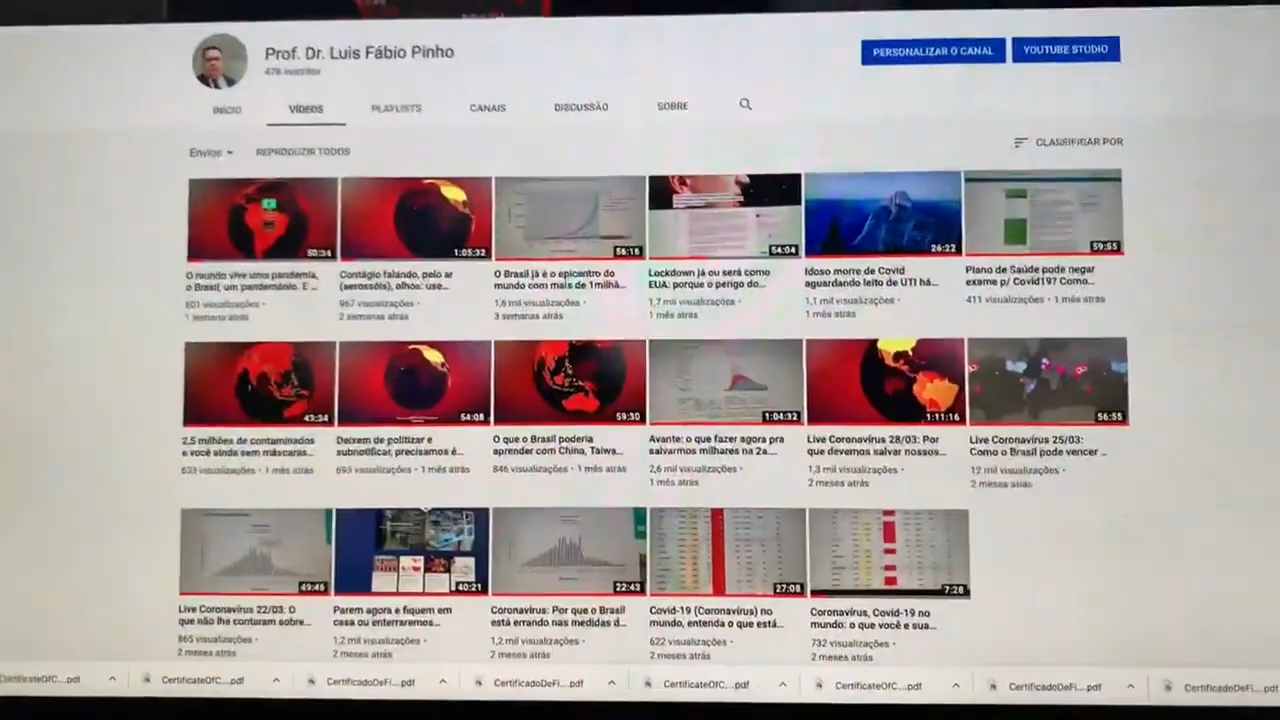 Prof. Dr. Luis Fábio Pinho
478 inscritos
PERSONALIZAR O CANAL
YOUTUBE STUDIO
INÍCIO
VÍDEOS
PLAYLISTS
CANAIS
DISCUSSÃO
SOBRE
Envios
REPRODUZIR TODOS
CLASSIFICAR POR
50:34
1:05:32
56:16
54:04
26:22
59:55
O mundo vive uma pandemia,
o Brasil, um pandemônio. E ...
601 visualizações •
1 semana atrás
Contágio falando, pelo ar
(aerossóis), olhos: use...
967 visualizações •
2 semanas atrás
O Brasil já é o epicentro do
mundo com mais de 1milhã...
1,6 mil visualizações •
3 semanas atrás
Lockdown já ou será como
EUA: porque o perigo do...
1,7 mil visualizações •
1 mês atrás
Idoso morre de Covid
aguardando leito de UTI há...
1,1 mil visualizações •
1 mês atrás
Plano de Saúde pode negar
exame p/ Covid19? Como...
411 visualizações • 1 mês atrás
43:34
54:08
59:30
1:04:32
1:11:16
56:55
2,5 milhões de contaminados
e você ainda sem máscaras...
633 visualizações • 1 mês atrás
Deixem de politizar e
subnotificar, precisamos é...
693 visualizações • 1 mês atrás
O que o Brasil poderia
aprender com China, Taiwa...
846 visualizações • 1 mês atrás
Avante: o que fazer agora pra
salvarmos milhares na 2a....
2,6 mil visualizações •
1 mês atrás
Live Coronavírus 28/03: Por
que devemos salvar nossos...
1,3 mil visualizações •
2 meses atrás
Live Coronavírus 25/03:
Como o Brasil pode vencer ...
12 mil visualizações •
2 meses atrás
49:46
40:21
22:43
27:08
7:28
Live Coronavírus 22/03: O
que não lhe contaram sobre...
865 visualizações •
2 meses atrás
Parem agora e fiquem em
casa ou enterraremos...
1,2 mil visualizações •
2 meses atrás
Coronavírus: Por que o Brasil
está errando nas medidas d...
1,2 mil visualizações •
2 meses atrás
Covid-19 (Coronavírus) no
mundo, entenda o que está...
622 visualizações •
2 meses atrás
Coronavírus, Covid-19 no
mundo: o que você e sua...
732 visualizações •
2 meses atrás
CertificateOfC....pdf
CertificateOfC....pdf
CertificadoDeFi....pdf
CertificadoDeFi....pdf
CertificateOfC....pdf
CertificadoDeFi....pdf
CertificadoDeFi....pdf
CertificadoDeFi....pdf